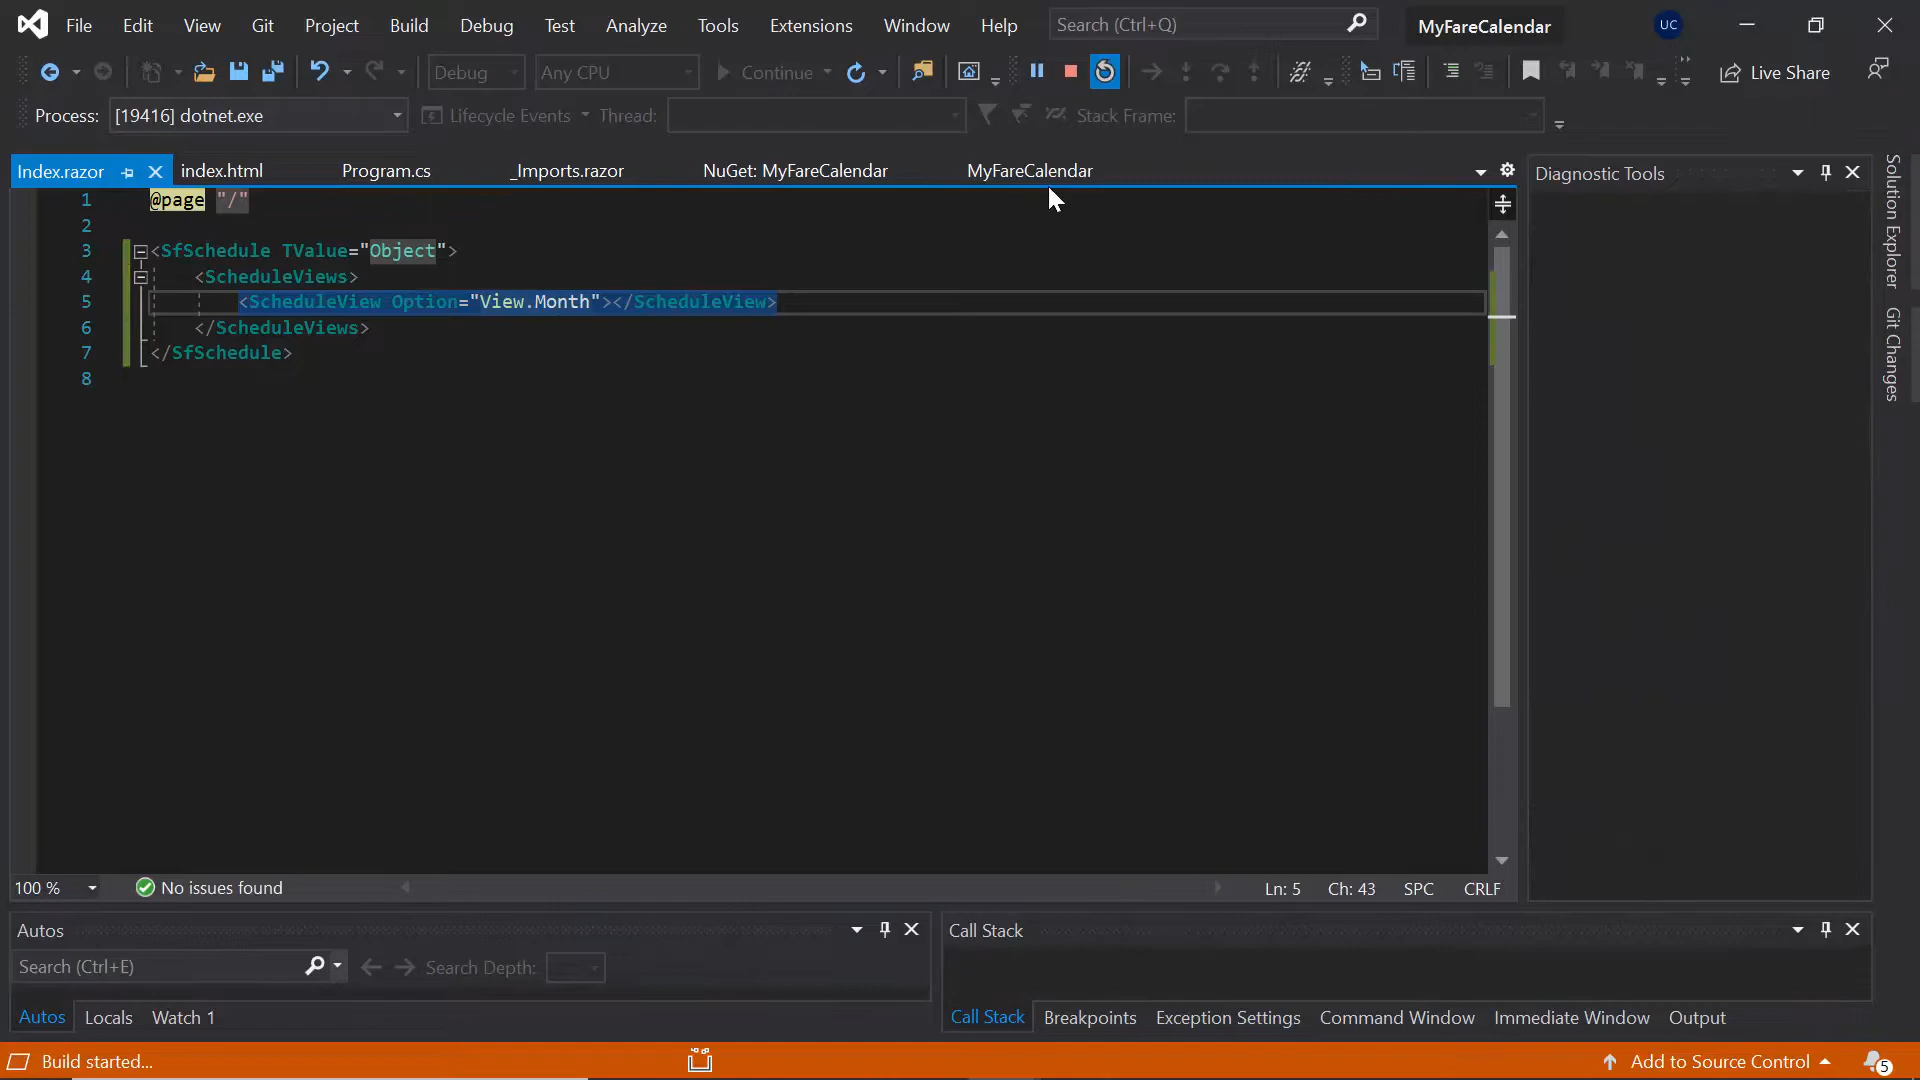 File Edit View Git Project Build Debug Test Analyze Tools Extensions Window Help Search (Ctrl+Q) MyFareCalendar UC
Debug Any CPU Continue Live Share
Process: [19416] dotnet.exe Lifecycle Events Thread: Stack Frame:
Index.razor index.html Program.cs _Imports.razor NuGet: MyFareCalendar MyFareCalendar
Diagnostic Tools
Solution Explorer
Git Changes
1 @page "/"
2
3 <SfSchedule TValue="Object">
4 <ScheduleViews>
5 <ScheduleView Option="View.Month"></ScheduleView>
6 </ScheduleViews>
7 </SfSchedule>
8
100 % No issues found Ln: 5 Ch: 43 SPC CRLF
Autos
Search (Ctrl+E) Search Depth:
Autos Locals Watch 1
Call Stack
Call Stack Breakpoints Exception Settings Command Window Immediate Window Output
Build started... Add to Source Control 5